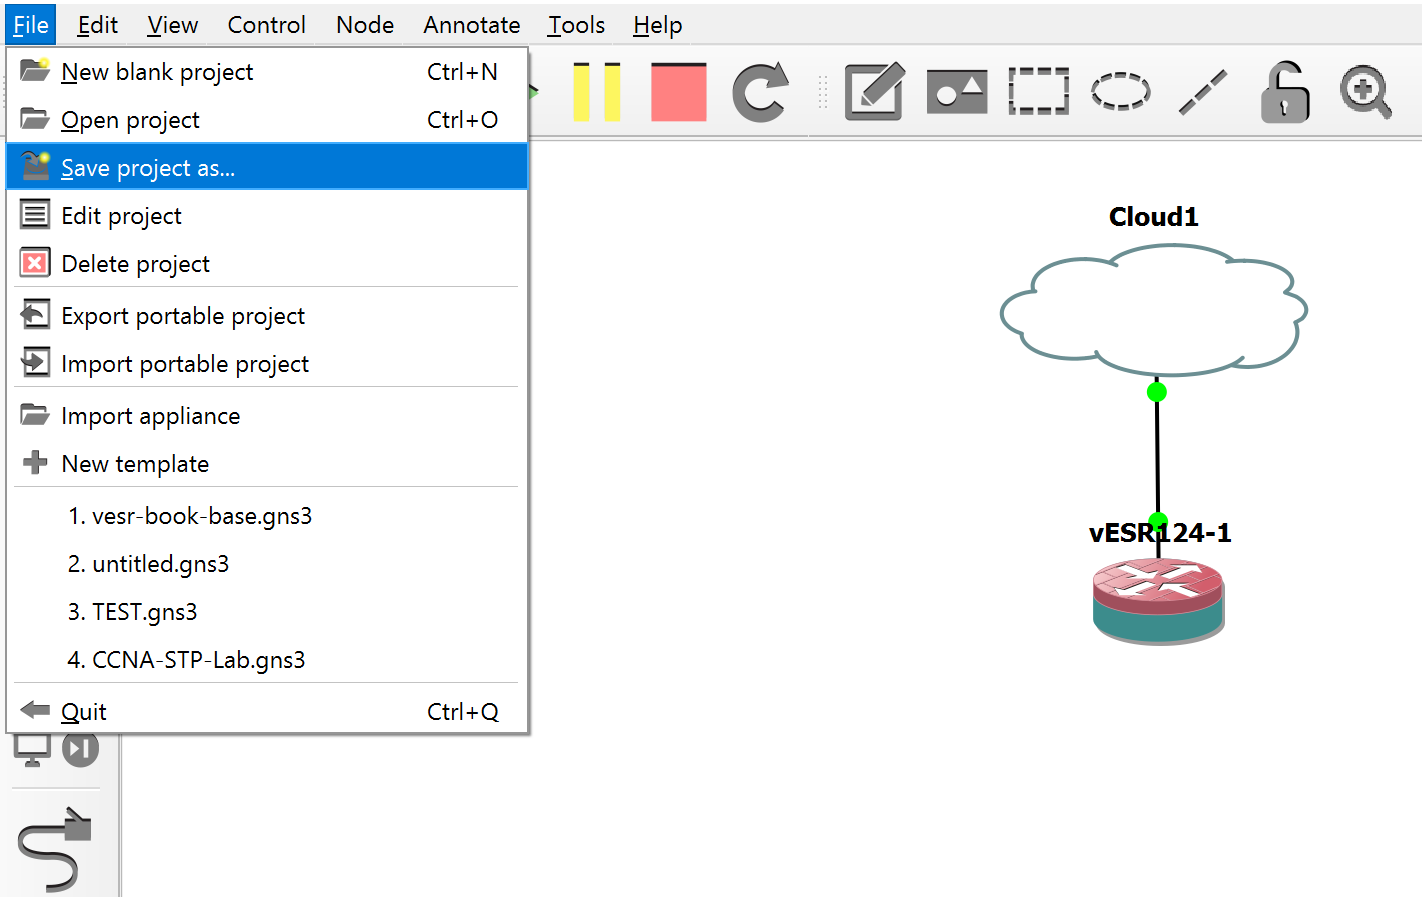 File Edit View Control Node Annotate Tools Help
New blank project Ctrl+N
Open project Ctrl+O
Save project as...
Edit project
Delete project
Export portable project
Import portable project
Import appliance
New template
1. vesr-book-base.gns3
2. untitled.gns3
3. TEST.gns3
4. CCNA-STP-Lab.gns3
Quit Ctrl+Q
Cloud1
vESR124-1